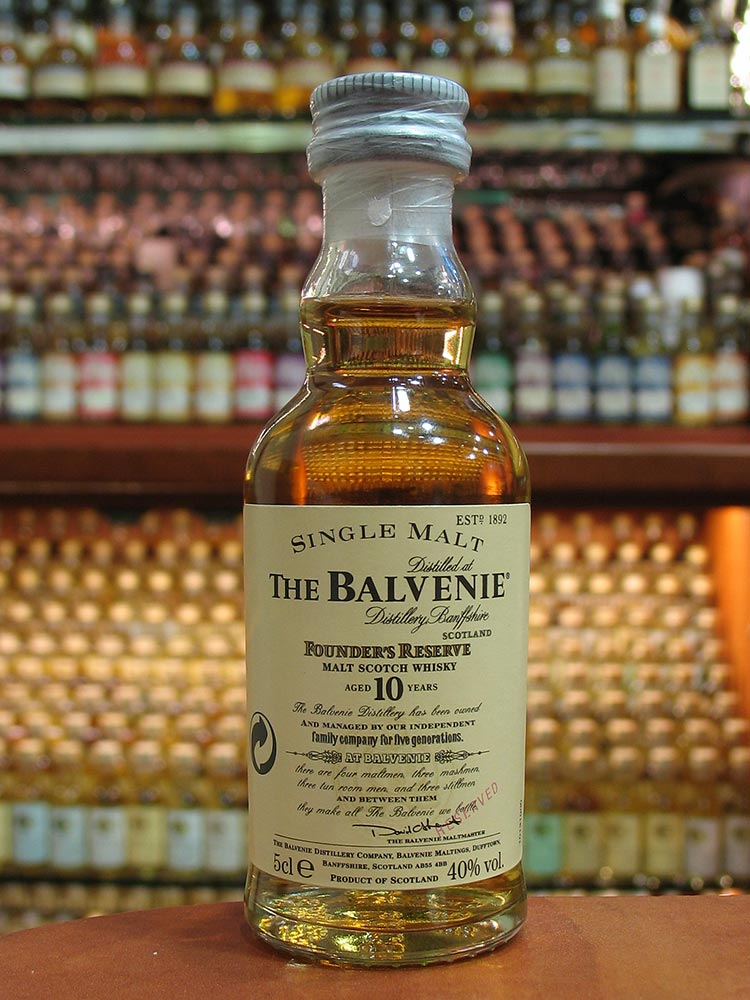 ESTD 1892
SINGLE MALT
Distilled at
THE BALVENIE®
Distillery, Banffshire
SCOTLAND
FOUNDER'S RESERVE
MALT SCOTCH WHISKY
AGED 10 YEARS
The Balvenie Distillery has been owned
AND MANAGED BY OUR INDEPENDENT
family company for five generations.
AT BALVENIE
there are four maltmen, three mashmen,
three tun room men, and three stillmen
AND BETWEEN THEM
they make all The Balvenie we
RESERVED
THE BALVENIE MALTMASTER
THE BALVENIE DISTILLERY COMPANY, BALVENIE MALTINGS, DUFFTOWN,
BANFFSHIRE, SCOTLAND AB55 4BB
5cl e PRODUCT OF SCOTLAND 40% vol.